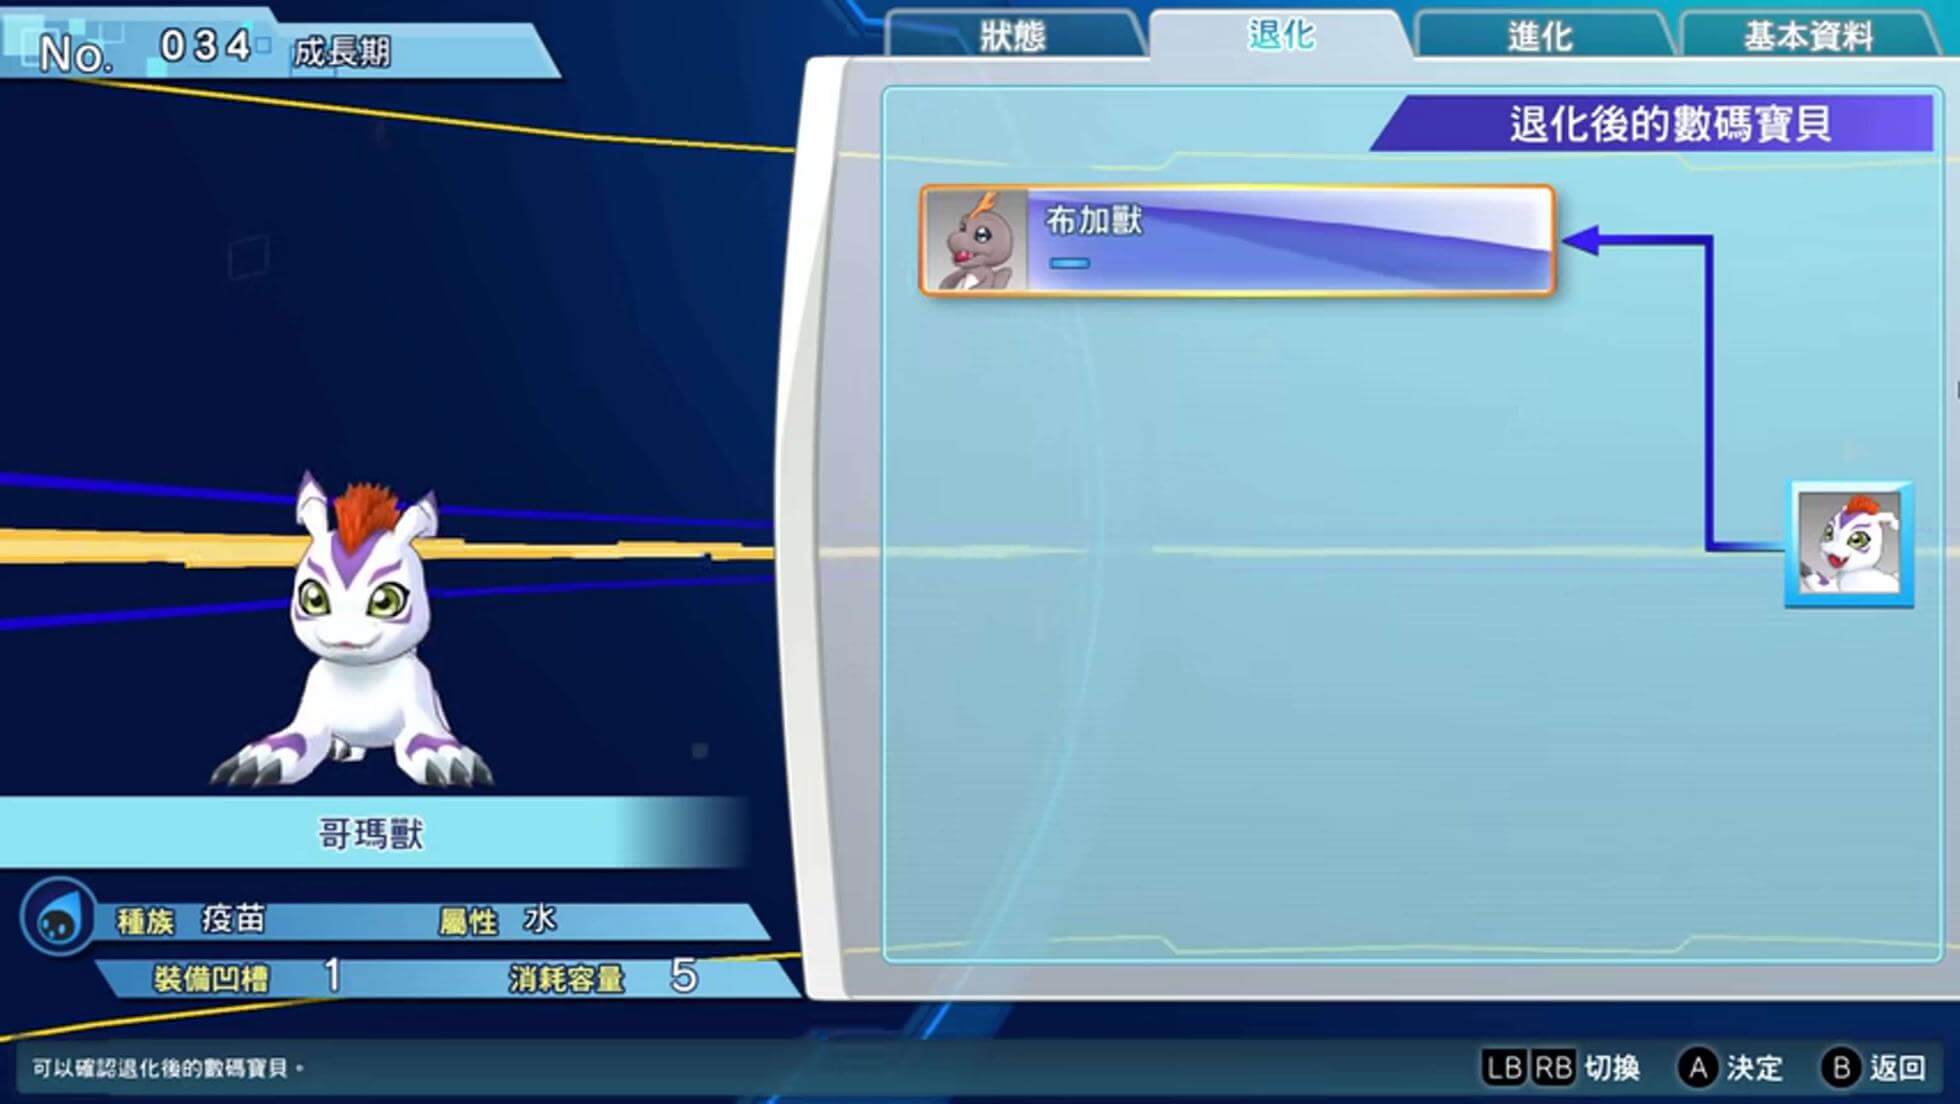 No. 034 成長期
狀態 退化 進化 基本資料
退化後的數碼寶貝
布加獸
哥瑪獸
種族 疫苗 屬性 水
裝備凹槽 1 消耗容量 5
可以確認退化後的數碼寶貝。
LB RB 切換 A 決定 B 返回